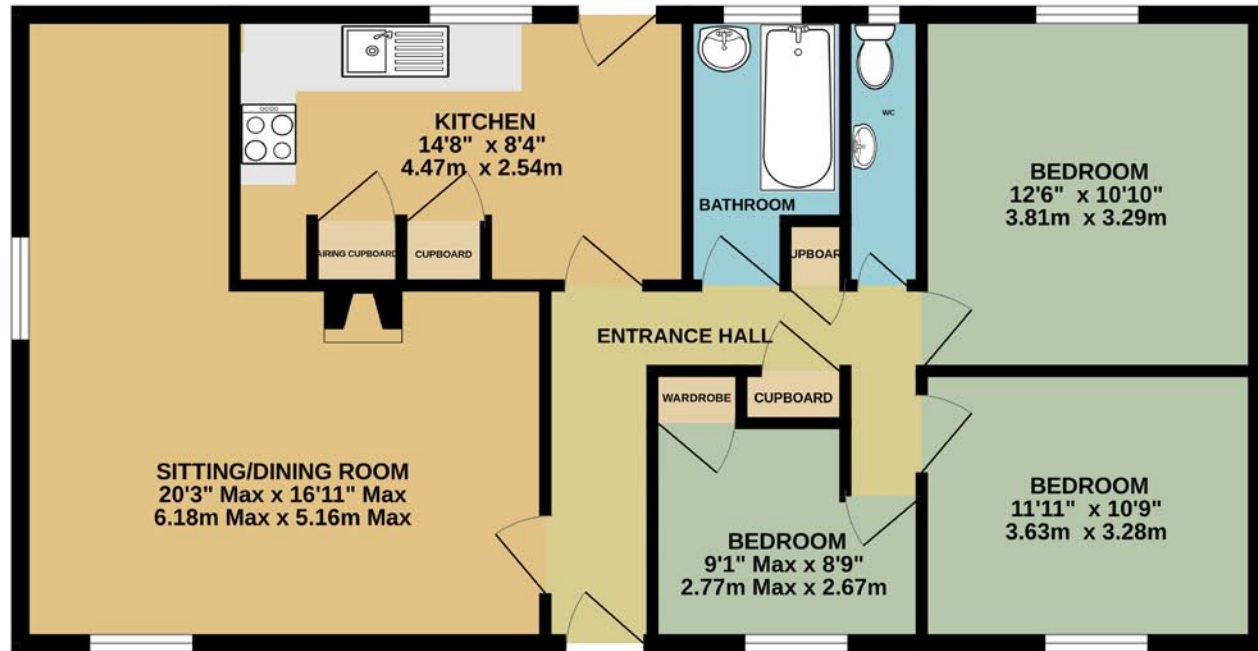 KITCHEN
14'8" x 8'4"
4.47m x 2.54m
AIRING CUPBOARD
CUPBOARD
BATHROOM
WC
BEDROOM
12'6" x 10'10"
3.81m x 3.29m
UPBOAR
ENTRANCE HALL
WARDROBE
CUPBOARD
SITTING/DINING ROOM
20'3" Max x 16'11" Max
6.18m Max x 5.16m Max
BEDROOM
9'1" Max x 8'9"
2.77m Max x 2.67m
BEDROOM
11'11" x 10'9"
3.63m x 3.28m